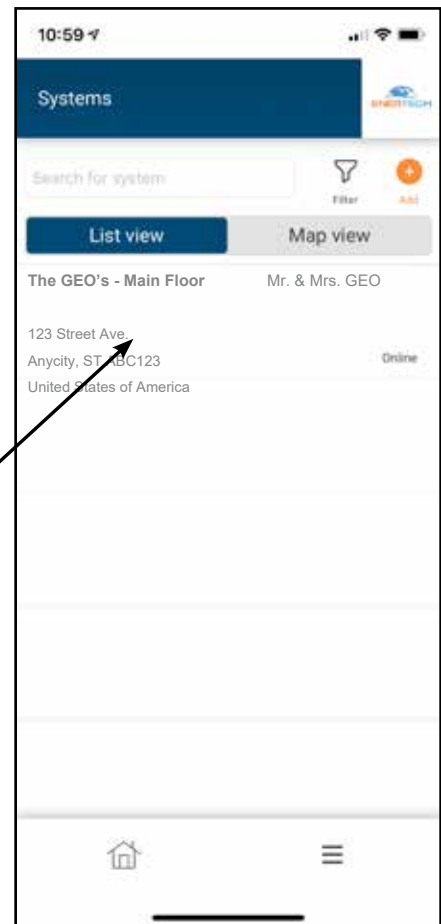 10:59
Systems
ENERTECH
Search for system
Filter
Add
List view
Map view
The GEO's - Main Floor
Mr. & Mrs. GEO
123 Street Ave.
Anycity, ST ABC123
Online
United States of America